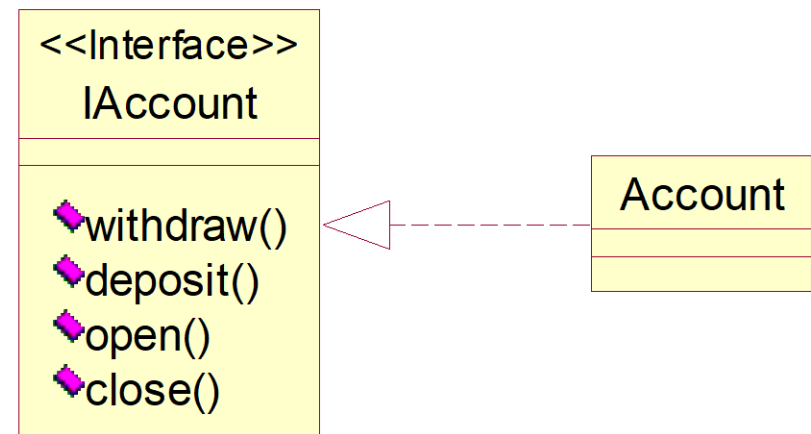 <<Interface>>
IAccount
withdraw()
deposit()
open()
close()
Account